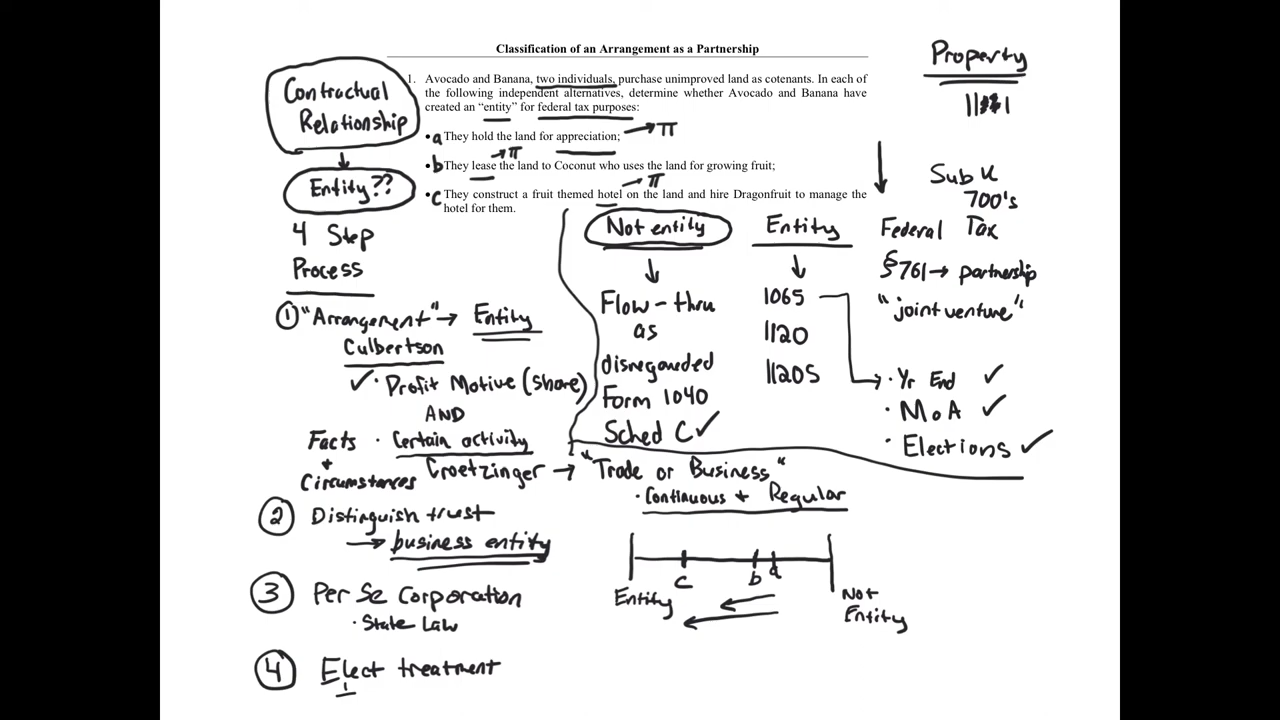 Classification of an Arrangement as a Partnership
1. Avocado and Banana, two individuals, purchase unimproved land as cotenants. In each of
the following independent alternatives, determine whether Avocado and Banana have
created an “entity” for federal tax purposes:
•a They hold the land for appreciation; → π
•b They lease the land to Coconut who uses the land for growing fruit;
→ π
•c They construct a fruit themed hotel on the land and hire Dragonfruit to manage the
hotel for them.
→ π
Contractual
Relationship
Entity??
4 Step
Process
① "Arrangement" → Entity
Culbertson
✓ · Profit Motive (share)
AND
Facts · Certain activity
+
Circumstances
Groetzinger → "Trade or Business"
· Continuous + Regular
② Distinguish trust
→ business entity
③ Per Se Corporation
· State Law
④ Elect treatment
Not entity
Flow-thru
as
disregarded
Form 1040
Sched C ✓
Entity
1065
1120
1120S
· Yr End ✓
· MoA ✓
· Elections ✓
Property
Sub K
700's
Federal Tax
§761 → partnership
"joint venture"
c b a
Entity
Not
Entity